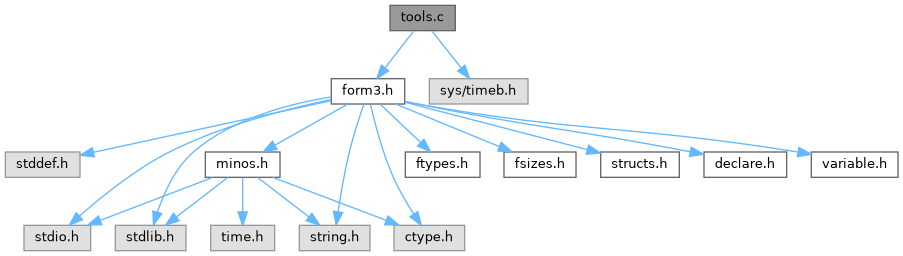 tools.c
form3.h
sys/timeb.h
stddef.h
minos.h
ftypes.h
fsizes.h
structs.h
declare.h
variable.h
stdio.h
stdlib.h
time.h
string.h
ctype.h